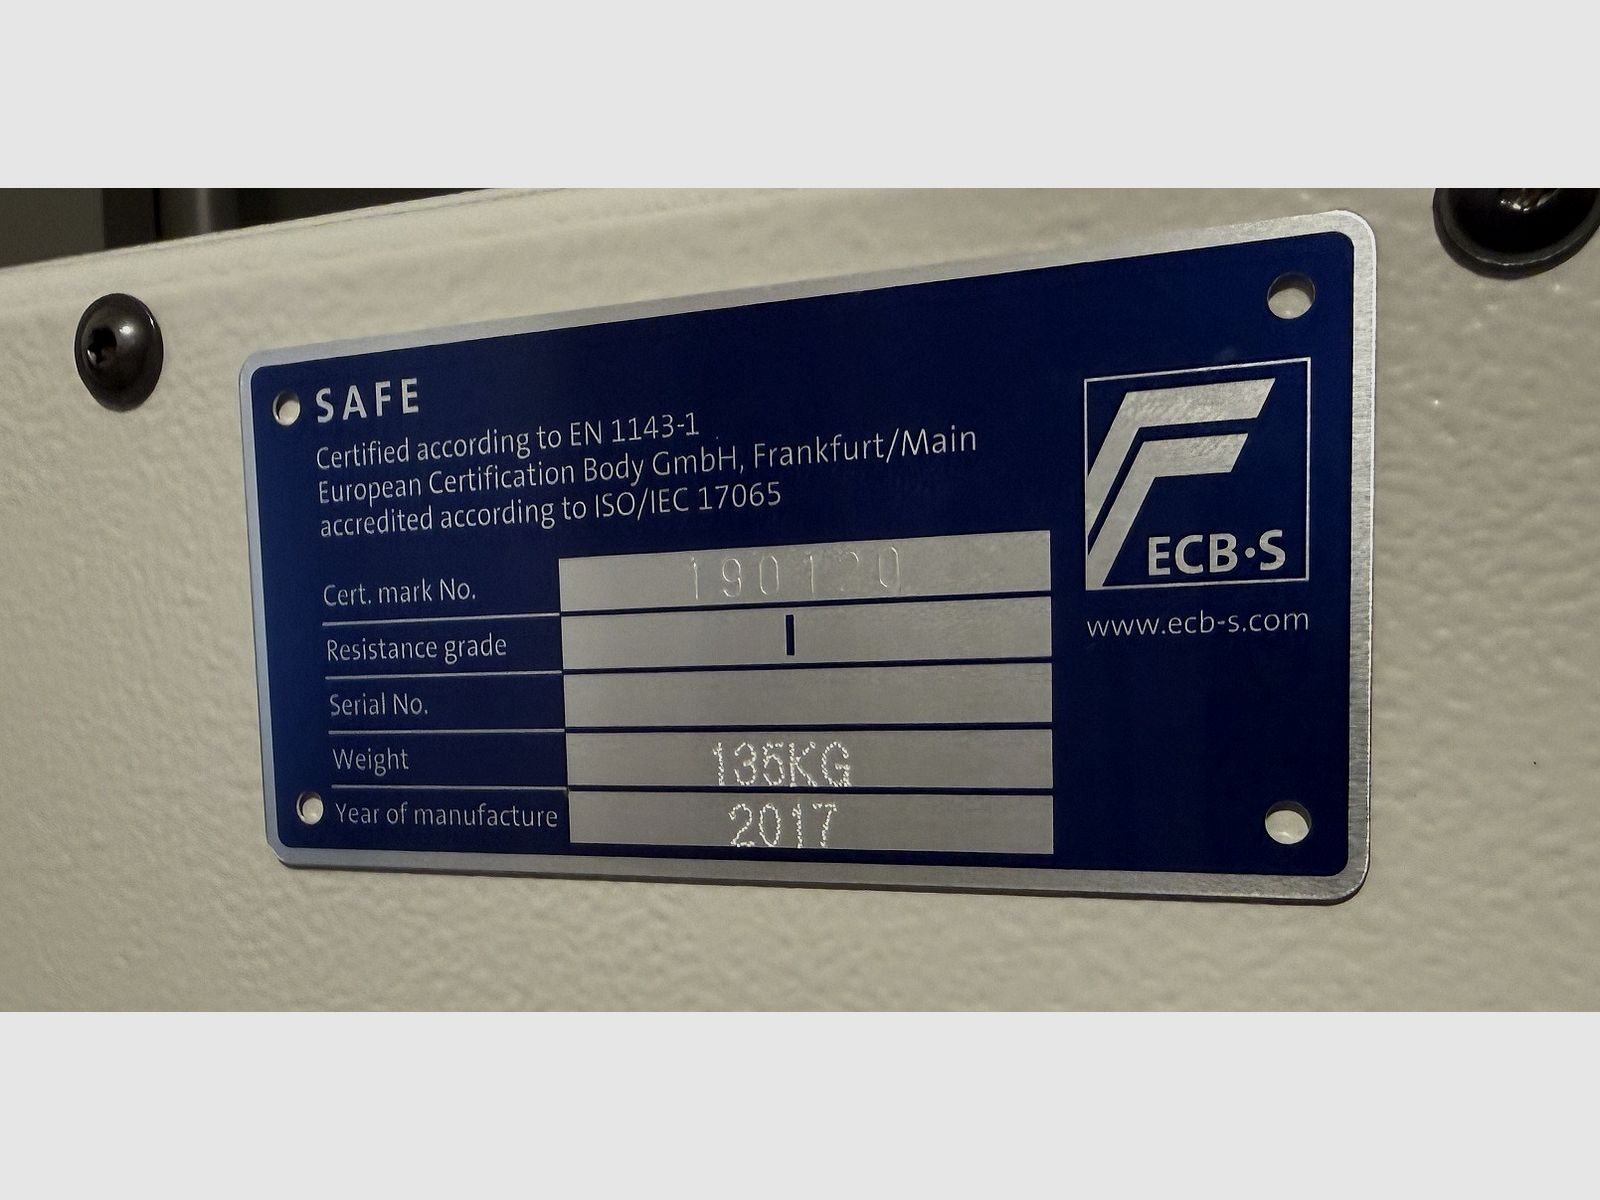 SAFE
Certified according to EN 1143-1
European Certification Body GmbH, Frankfurt/Main
accredited according to ISO/IEC 17065
Cert. mark No. 190120
Resistance grade I
Serial No.
Weight 135KG
Year of manufacture 2017
ECB·S
www.ecb-s.com